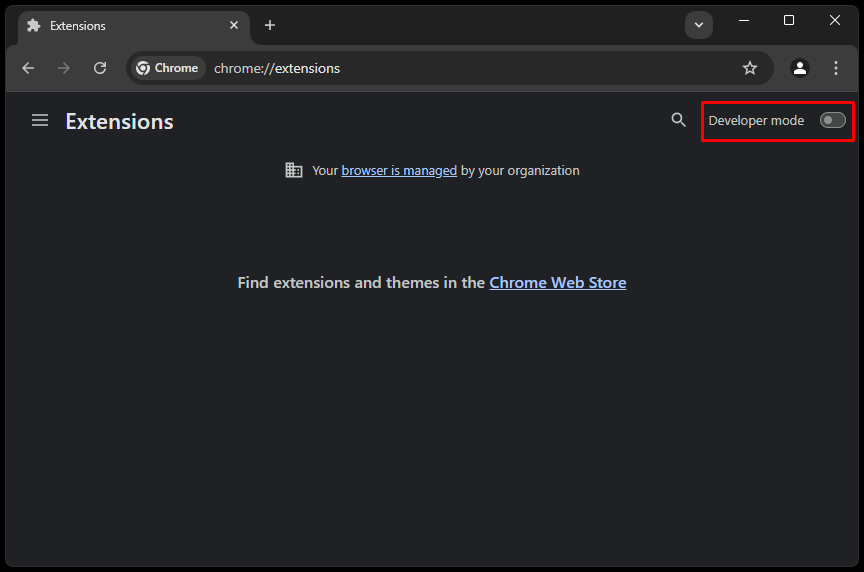 Extensions
Chrome chrome://extensions
Extensions
Developer mode
Your browser is managed by your organization
Find extensions and themes in the Chrome Web Store